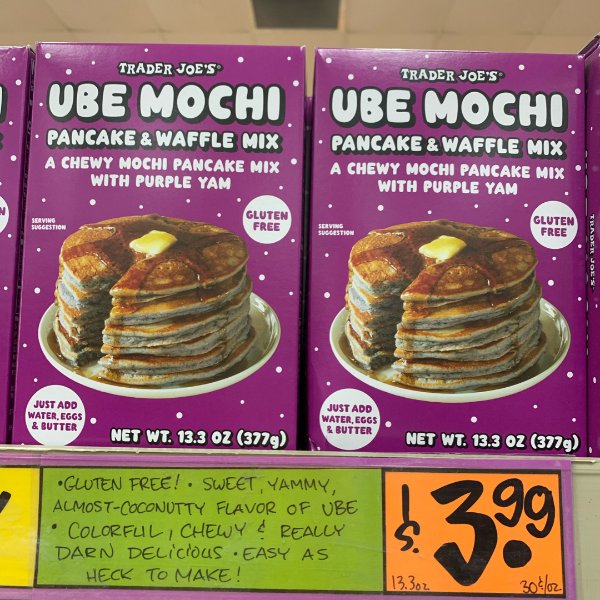 TRADER JOE'S
UBE MOCHI
PANCAKE & WAFFLE MIX
A CHEWY MOCHI PANCAKE MIX
WITH PURPLE YAM
SERVING
SUGGESTION
GLUTEN
FREE
JUST ADD
WATER, EGGS
& BUTTER
NET WT. 13.3 OZ (377g)
TRADER JOE'S
UBE MOCHI
PANCAKE & WAFFLE MIX
A CHEWY MOCHI PANCAKE MIX
WITH PURPLE YAM
SERVING
SUGGESTION
GLUTEN
FREE
JUST ADD
WATER, EGGS
& BUTTER
NET WT. 13.3 OZ (377g)
TRADER JOE'S
•GLUTEN FREE! • SWEET, YAMMY,
ALMOST-COCONUTTY FLAVOR OF UBE
• COLORFUL, CHEWY & REALLY
DARN DELICIOUS • EASY AS
HECK TO MAKE!
3.99
13.3oz
30¢/oz